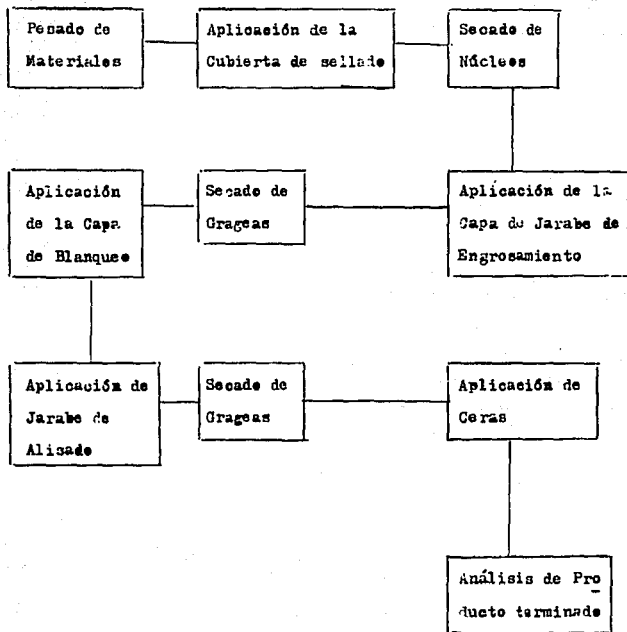 Pesado de
Materiales
Aplicación de la
Cubierta de sellado
Secado de
Núcleos
Aplicación
de la Capa
de Blanqueo
Secado de
Grageas
Aplicación de la
Capa de Jarabe de
Engrosamiento
Aplicación de
Jarabe de
Alisado
Secado de
Grageas
Aplicación de
Ceras
Análisis de Pro
ducto terminado